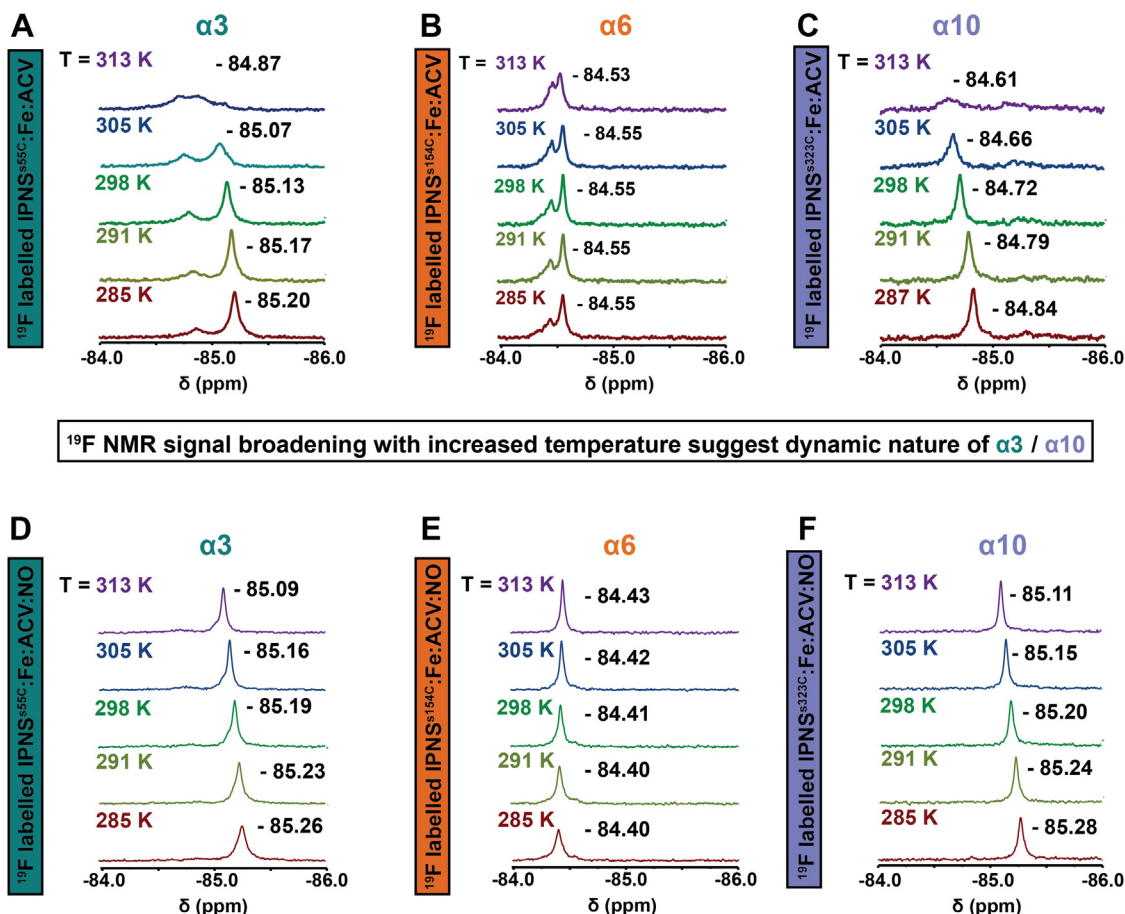 A
α3
¹⁹F labelled IPNSˢ⁵⁵ᶜ:Fe:ACV
T = 313 K
- 84.87
305 K
- 85.07
298 K
- 85.13
291 K
- 85.17
285 K
- 85.20
-84.0 -85.0 -86.0
δ (ppm)
B
α6
¹⁹F labelled IPNSˢ¹⁵⁴ᶜ:Fe:ACV
T = 313 K
- 84.53
305 K
- 84.55
298 K
- 84.55
291 K
- 84.55
285 K
- 84.55
-84.0 -85.0 -86.0
δ (ppm)
C
α10
¹⁹F labelled IPNSˢ³²³ᶜ:Fe:ACV
T = 313 K
- 84.61
305 K
- 84.66
298 K
- 84.72
291 K
- 84.79
287 K
- 84.84
-84.0 -85.0 -86.0
δ (ppm)
¹⁹F NMR signal broadening with increased temperature suggest dynamic nature of α3 / α10
D
α3
¹⁹F labelled IPNSˢ⁵⁵ᶜ:Fe:ACV:NO
T = 313 K
- 85.09
305 K
- 85.16
298 K
- 85.19
291 K
- 85.23
285 K
- 85.26
-84.0 -85.0 -86.0
δ (ppm)
E
α6
¹⁹F labelled IPNSˢ¹⁵⁴ᶜ:Fe:ACV:NO
T = 313 K
- 84.43
305 K
- 84.42
298 K
- 84.41
291 K
- 84.40
285 K
- 84.40
-84.0 -85.0 -86.0
δ (ppm)
F
α10
¹⁹F labelled IPNSˢ³²³ᶜ:Fe:ACV:NO
T = 313 K
- 85.11
305 K
- 85.15
298 K
- 85.20
291 K
- 85.24
285 K
- 85.28
-84.0 -85.0 -86.0
δ (ppm)